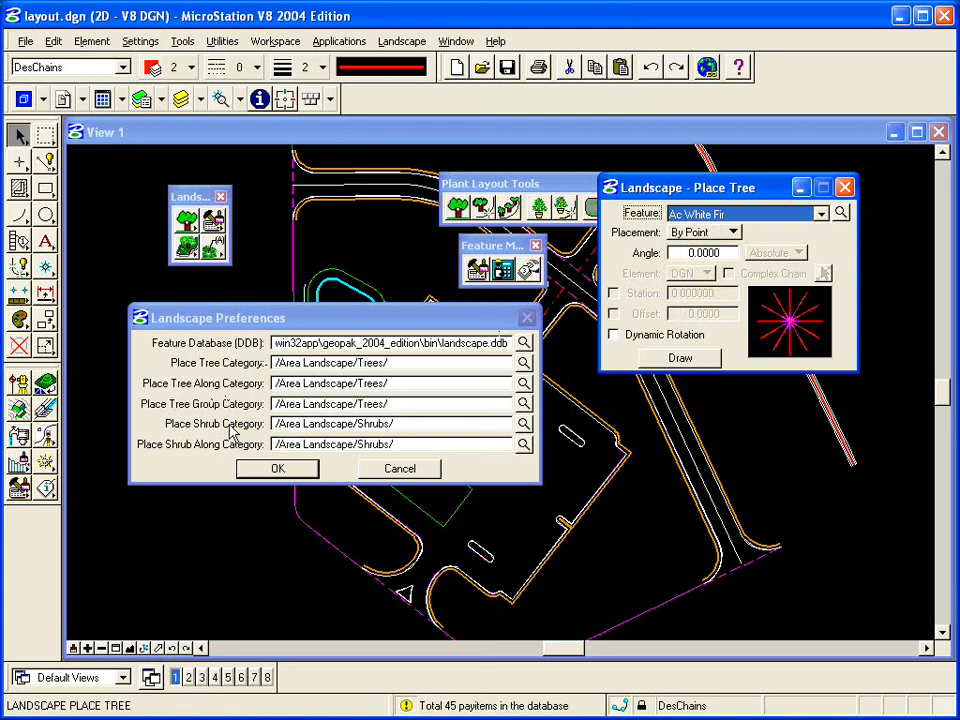 layout.dgn (2D - V8 DGN) - MicroStation V8 2004 Edition
File Edit Element Settings Tools Utilities Workspace Applications Landscape Window Help
DesChains 2 0 2
View 1
Lands...
Plant Layout Tools
Feature M...
Landscape - Place Tree
Feature: Ac White Fir
Placement: By Point
Angle: 0.0000 Absolute
Element: DGN Complex Chain
Station: 0.000000
Offset: 0.0000
Dynamic Rotation
Draw
Landscape Preferences
Feature Database (DDB): win32app\geopak_2004_edition\bin\landscape.ddb
Place Tree Category: /Area Landscape/Trees/
Place Tree Along Category: /Area Landscape/Trees/
Place Tree Group Category: /Area Landscape/Trees/
Place Shrub Category: /Area Landscape/Shrubs/
Place Shrub Along Category: /Area Landscape/Shrubs/
OK Cancel
Default Views 1 2 3 4 5 6 7 8
LANDSCAPE PLACE TREE Total 45 payitems in the database DesChains